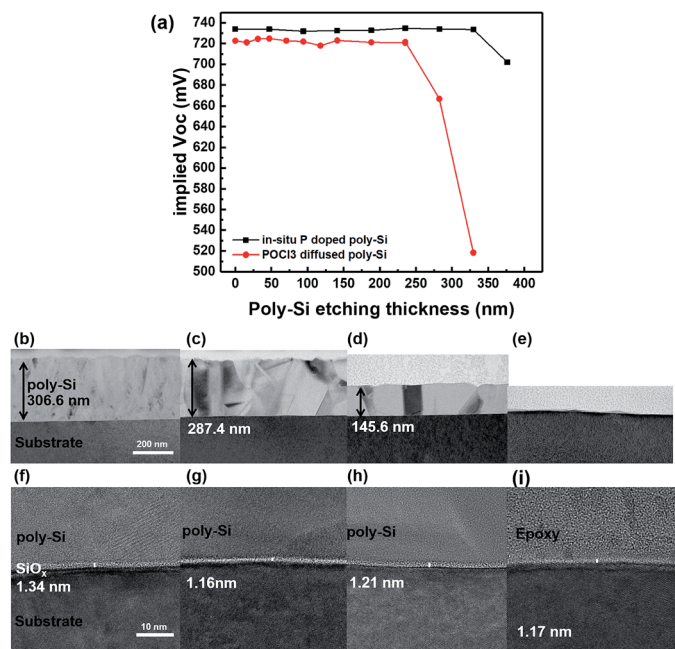 (a)
740
720
700
680
660
640
620
600
580
560
540
520
500
implied Voc (mV)
in-situ P doped poly-Si
POCl3 diffused poly-Si
0 50 100 150 200 250 300 350 400
Poly-Si etching thickness (nm)
(b) (c) (d) (e)
poly-Si
306.6 nm
Substrate
200 nm
287.4 nm
145.6 nm
(f) (g) (h) (i)
poly-Si
SiOx
1.34 nm
Substrate
10 nm
poly-Si
1.16nm
poly-Si
1.21 nm
Epoxy
1.17 nm